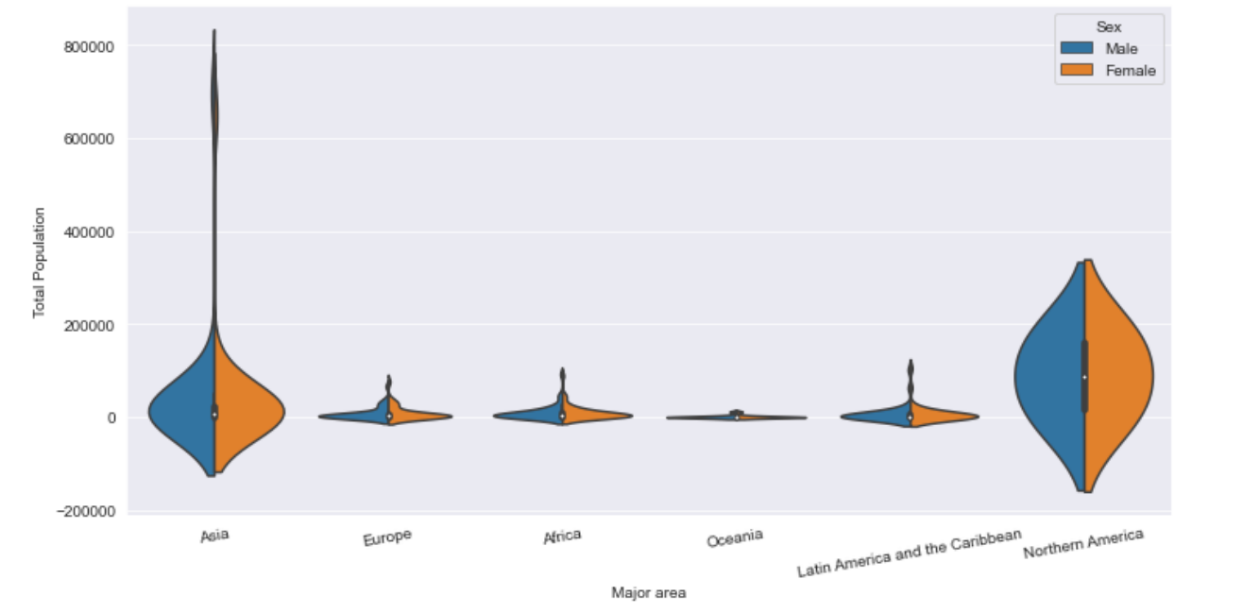 Sex
Male
Female
800000
600000
400000
200000
0
−200000
Total Population
Asia
Europe
Africa
Oceania
Latin America and the Caribbean
Northern America
Major area